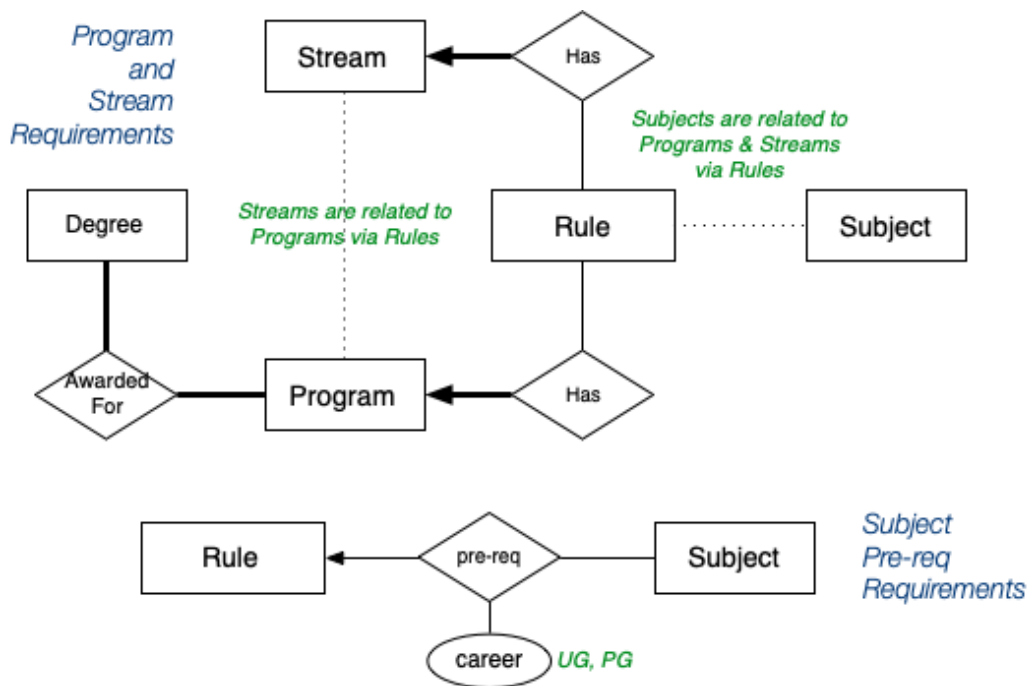 Program
and
Stream
Requirements
Stream
Has
Subjects are related to
Programs & Streams
via Rules
Degree
Streams are related to
Programs via Rules
Rule
Subject
Awarded
For
Program
Has
Rule
pre-req
Subject
Subject
Pre-req
Requirements
career
UG, PG